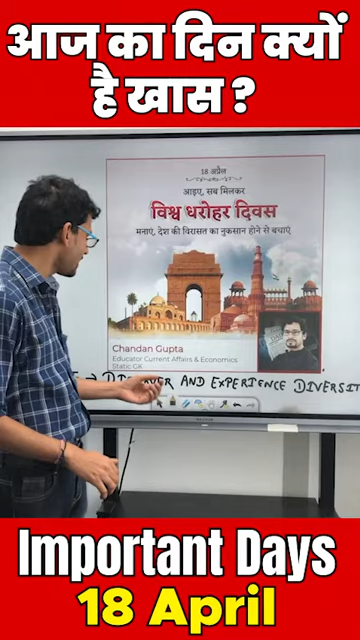 आज का दिन क्यों
है खास ?
18 अप्रैल
आइए, सब मिलकर
विश्व धरोहर दिवस
मनाएं, देश की विरासत का नुकसान होने से बचाएं
Chandan Gupta
Educator Current Affairs & Economics
Static GK
AND EXPERIENCE DIVERSIT
Important Days
18 April